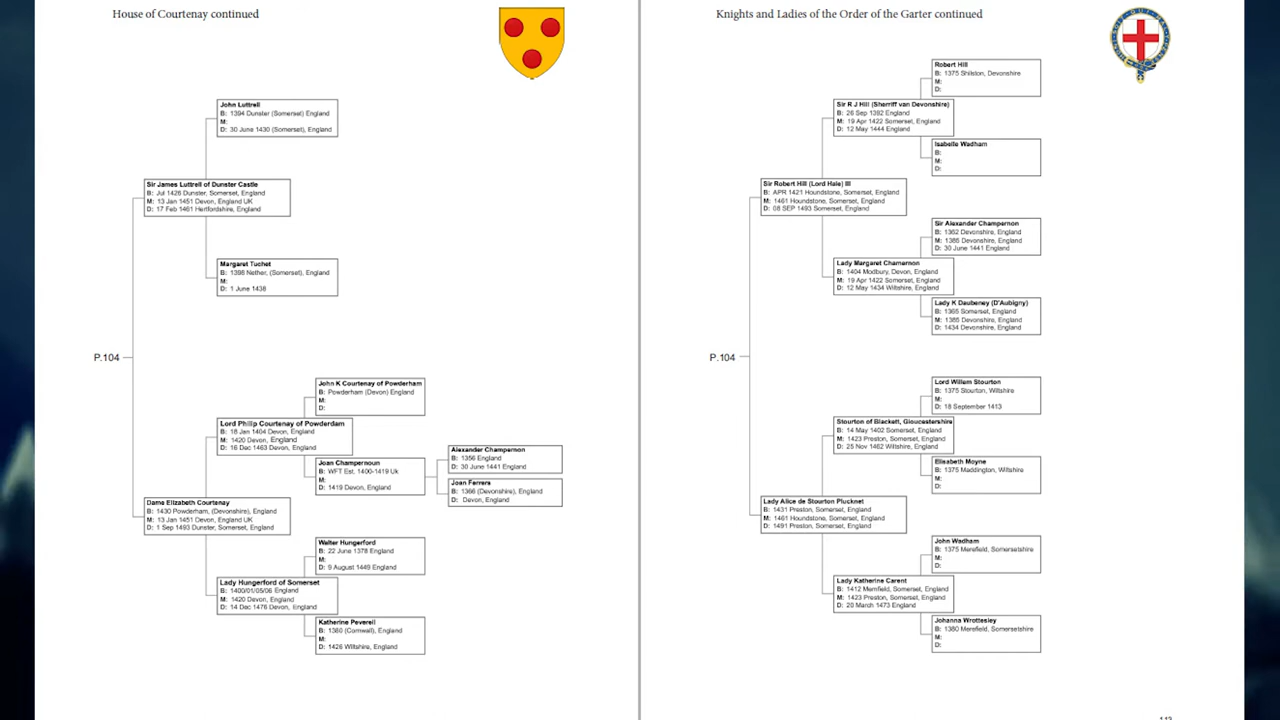 House of Courtenay continued
John Luttrell
B: 1394 Dunster (Somerset) England
M:
D: 30 June 1430 (Somerset), England
Sir James Luttrell of Dunster Castle
B: Jul 1426 Dunster, Somerset, England
M: 13 Jan 1451 Devon, England UK
D: 17 Feb 1461 Hertfordshire, England
Margaret Tuchet
B: 1398 Nether, (Somerset), England
M:
D: 1 June 1438
P.104
John K Courtenay of Powderham
B: Powderham (Devon) England
M:
D:
Lord Philip Courtenay of Powderdam
B: 18 Jan 1404 Devon, England
M: 1420 Devon, England
D: 16 Dec 1463 Devon, England
Joan Champernoun
B: WFT Est. 1400-1419 Uk
M:
D: 1419 Devon, England
Alexander Champernon
B: 1356 England
D: 30 June 1441 England
Joan Ferrers
B: 1366 (Devonshire), England
D: Devon, England
Dame Elizabeth Courtenay
B: 1430 Powderham, (Devonshire), England
M: 13 Jan 1451 Devon, England UK
D: 1 Sep 1493 Dunster, Somerset, England
Walter Hungerford
B: 22 June 1378 England
M:
D: 9 August 1449 England
Lady Hungerford of Somerset
B: 1400/01/05/06 England
M: 1420 Devon, England
D: 14 Dec 1476 Devon, England
Katherine Peverell
B: 1380 (Cornwall), England
M:
D: 1426 Wiltshire, England
Knights and Ladies of the Order of the Garter continued
Robert Hill
B: 1375 Shilston, Devonshire
M:
D:
Sir R J Hill (Sherriff van Devonshire)
B: 26 Sep 1392 England
M: 19 Apr 1422 Somerset, England
D: 12 May 1444 England
Isabelle Wadham
B:
M:
D:
Sir Robert Hill (Lord Hale) III
B: APR 1421 Houndstone, Somerset, England
M: 1461 Houndstone, Somerset, England
D: 08 SEP 1493 Somerset, England
Sir Alexander Champernon
B: 1362 Devonshire, England
M: 1385 Devonshire, England
D: 30 June 1441 England
Lady Margaret Chamernon
B: 1404 Modbury, Devon, England
M: 19 Apr 1422 Somerset, England
D: 12 May 1434 Wiltshire, England
Lady K Daubeney (D'Aubigny)
B: 1365 Somerset, England
M: 1385 Devonshire, England
D: 1434 Devonshire, England
P.104
Lord Willem Stourton
B: 1375 Stourton, Wiltshire
M:
D: 18 September 1413
Stourton of Blackett, Gloucestershire
B: 14 May 1402 Somerset, England
M: 1423 Preston, Somerset, England
D: 25 Nov 1462 Wiltshire, England
Elisabeth Moyne
B: 1375 Maddington, Wiltshire
M:
D:
Lady Alice de Stourton Plucknet
B: 1431 Preston, Somerset, England
M: 1461 Houndstone, Somerset, England
D: 1491 Preston, Somerset, England
John Wadham
B: 1375 Merefield, Somersetshire
M:
D:
Lady Katherine Carent
B: 1412 Merrifield, Somerset, England
M: 1423 Preston, Somerset, England
D: 20 March 1473 England
Johanna Wrottesley
B: 1380 Merefield, Somersetshire
M:
D: